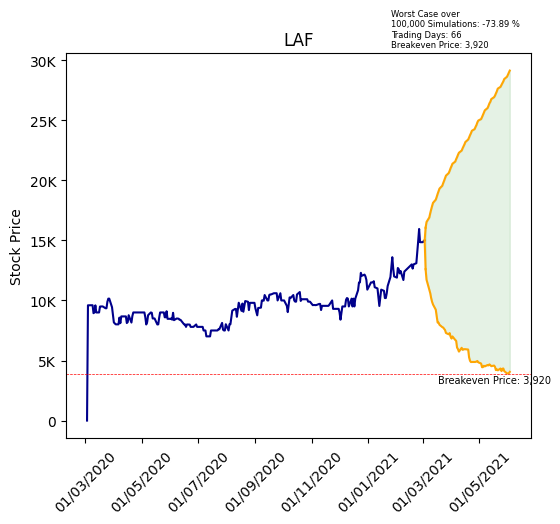 Worst Case over
100,000 Simulations: -73.89 %
Trading Days: 66
Breakeven Price: 3,920
LAF
Stock Price
30K
25K
20K
15K
10K
5K
0
Breakeven Price: 3,920
01/03/2020
01/05/2020
01/07/2020
01/09/2020
01/11/2020
01/01/2021
01/03/2021
01/05/2021